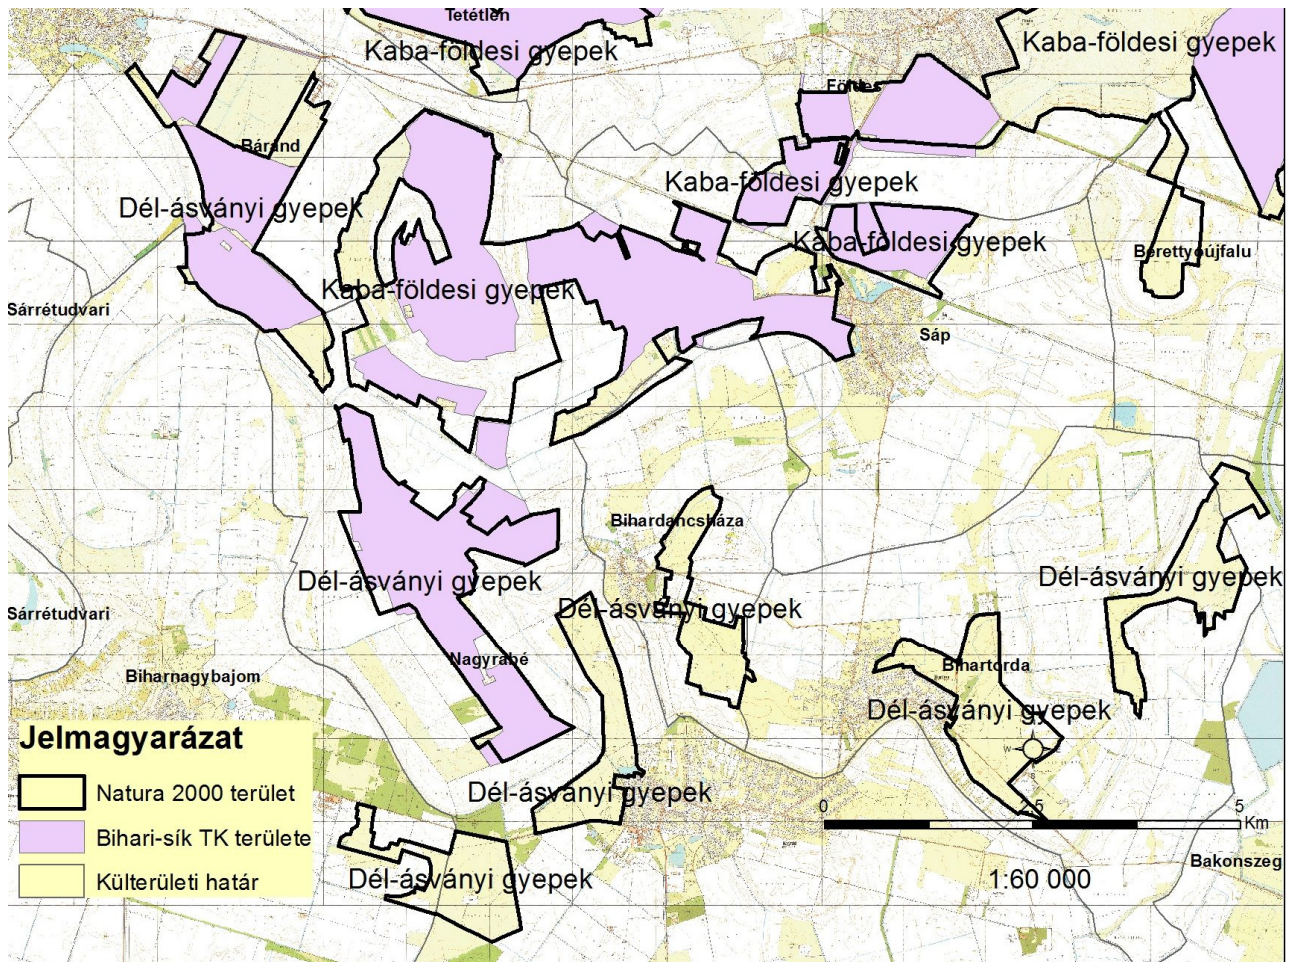 Tetétlen
Kaba-földesi gyepek
Kaba-földesi gyepek
Földes
Báránd
Kaba-földesi gyepek
Dél-ásványi gyepek
Kaba-földesi gyepek
Berettyóújfalu
Kaba-földesi gyepek
Sárrétudvari
Sáp
Bihardancsháza
Dél-ásványi gyepek
Dél-ásványi gyepek
Dél-ásványi gyepek
Sárrétudvari
Nagyrábé
Bihartorda
Biharnagybajom
Dél-ásványi gyepek
Jelmagyarázat
Natura 2000 terület
Bihari-sík TK területe
Külterületi határ
Dél-ásványi gyepek
W
S
0 2,5 5
Km
Bakonszeg
Dél-ásványi gyepek
1:60 000